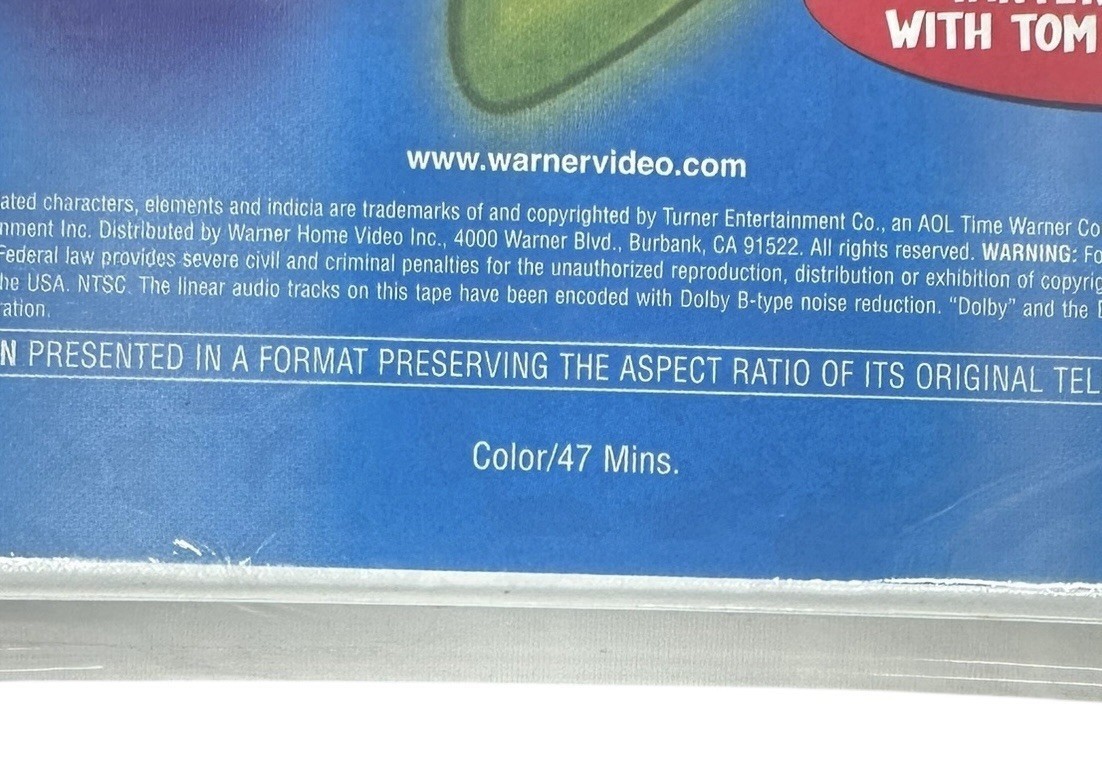 WITH TOM
www.warnervideo.com
ated characters, elements and indicia are trademarks of and copyrighted by Turner Entertainment Co., an AOL Time Warner Co
nment Inc. Distributed by Warner Home Video Inc., 4000 Warner Blvd., Burbank, CA 91522. All rights reserved. WARNING: Fo
Federal law provides severe civil and criminal penalties for the unauthorized reproduction, distribution or exhibition of copyrig
he USA. NTSC. The linear audio tracks on this tape have been encoded with Dolby B-type noise reduction. “Dolby” and the
ation.
N PRESENTED IN A FORMAT PRESERVING THE ASPECT RATIO OF ITS ORIGINAL TEL
Color/47 Mins.